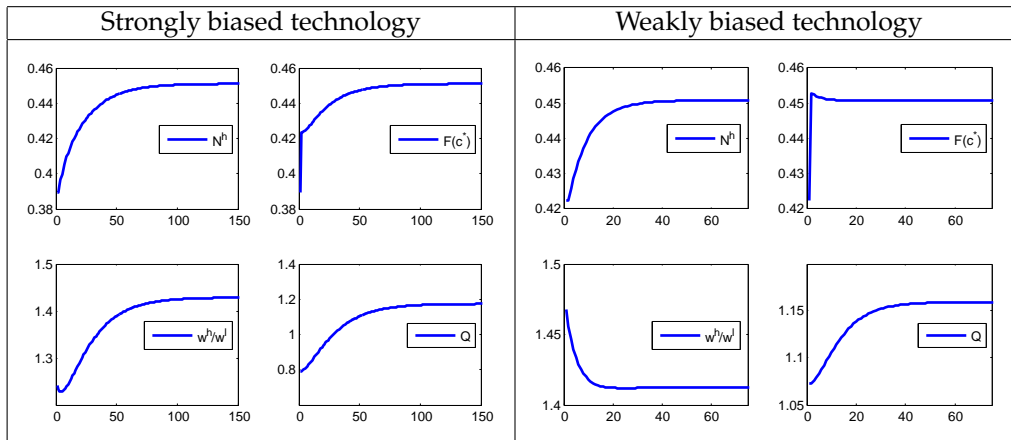 Strongly biased technology Weakly biased technology
0.46 0.44 0.42 0.4 0.38
N^h
0 50 100 150
0.46 0.44 0.42 0.4 0.38
F(c^*)
0 50 100 150
0.46 0.45 0.44 0.43 0.42
N^h
0 20 40 60
0.46 0.45 0.44 0.43 0.42
F(c^*)
0 20 40 60
1.5 1.4 1.3
w^h/w^l
0 50 100 150
1.4 1.2 1 0.8
Q
0 50 100 150
1.5 1.45 1.4
w^h/w^l
0 20 40 60
1.15 1.1 1.05
Q
0 20 40 60